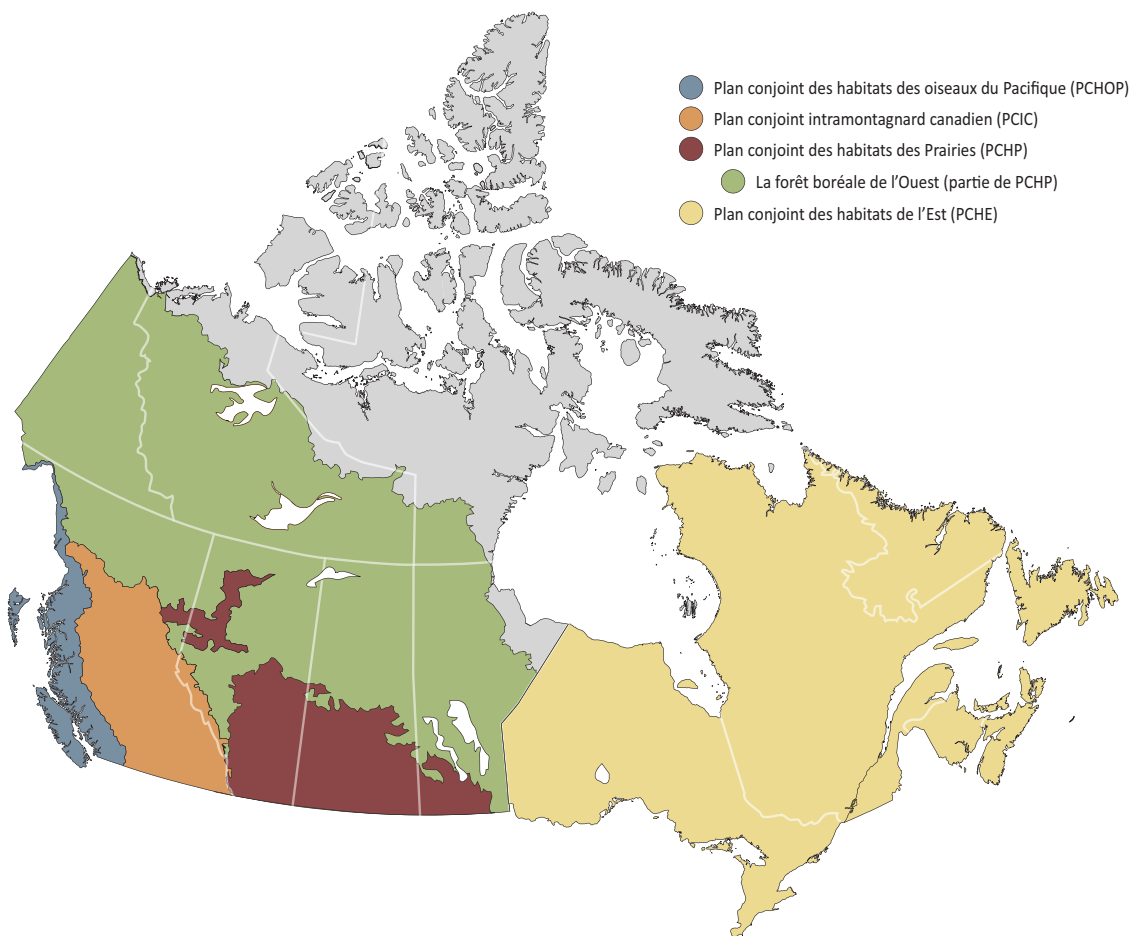 Plan conjoint des habitats des oiseaux du Pacifique (PCHOP)
Plan conjoint intramontagnard canadien (PCIC)
Plan conjoint des habitats des Prairies (PCHP)
La forêt boréale de l’Ouest (partie de PCHP)
Plan conjoint des habitats de l’Est (PCHE)